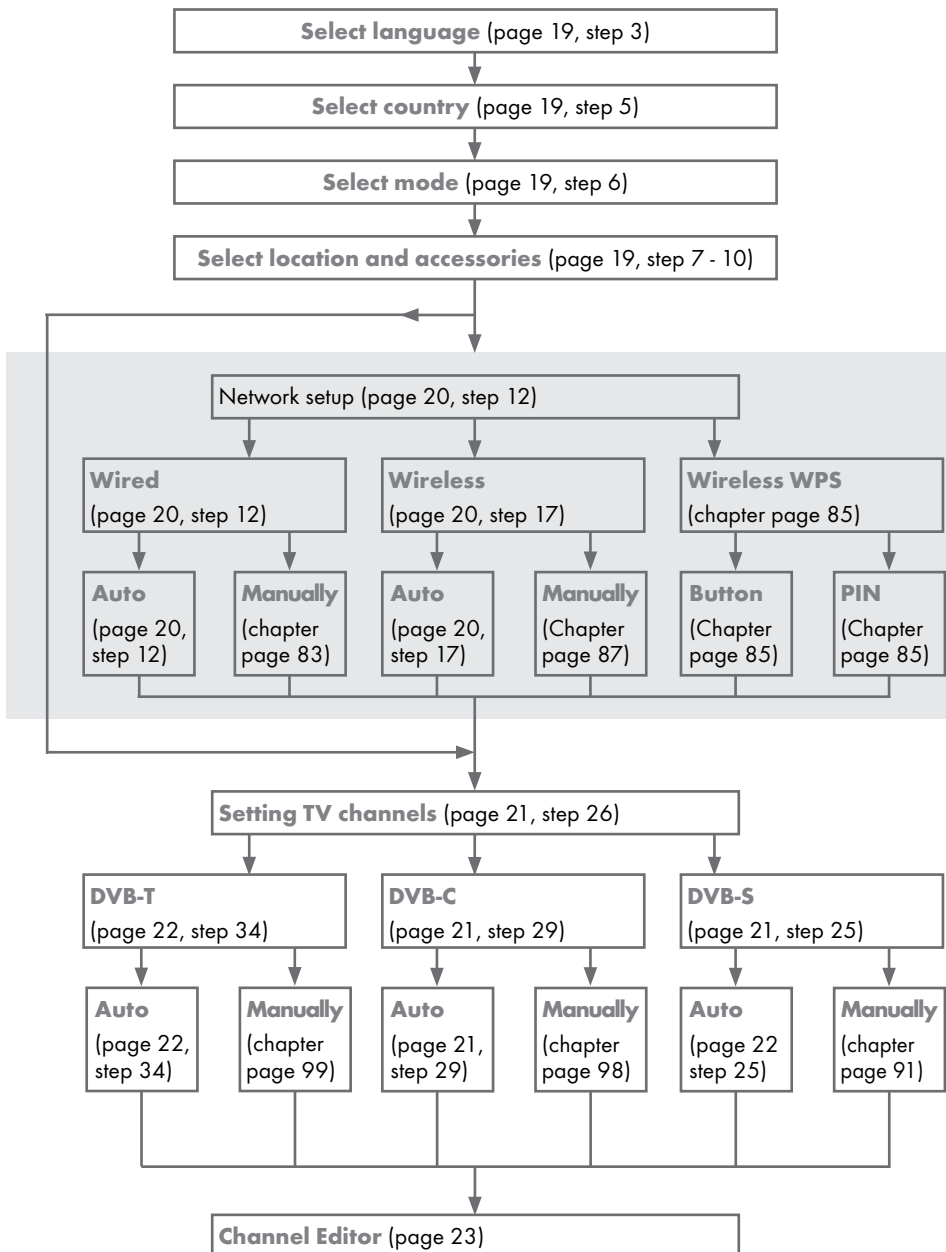 Select language (page 19, step 3)
Select country (page 19, step 5)
Select mode (page 19, step 6)
Select location and accessories (page 19, step 7 - 10)
Network setup (page 20, step 12)
Wired
(page 20, step 12)
Wireless
(page 20, step 17)
Wireless WPS
(chapter page 85)
Auto
(page 20,
step 12)
Manually
(chapter
page 83)
Auto
(page 20,
step 17)
Manually
(Chapter
page 87)
Button
(Chapter
page 85)
PIN
(Chapter
page 85)
Setting TV channels (page 21, step 26)
DVB-T
(page 22, step 34)
DVB-C
(page 21, step 29)
DVB-S
(page 21, step 25)
Auto
(page 22,
step 34)
Manually
(chapter
page 99)
Auto
(page 21,
step 29)
Manually
(chapter
page 98)
Auto
(page 22
step 25)
Manually
(chapter
page 91)
Channel Editor (page 23)